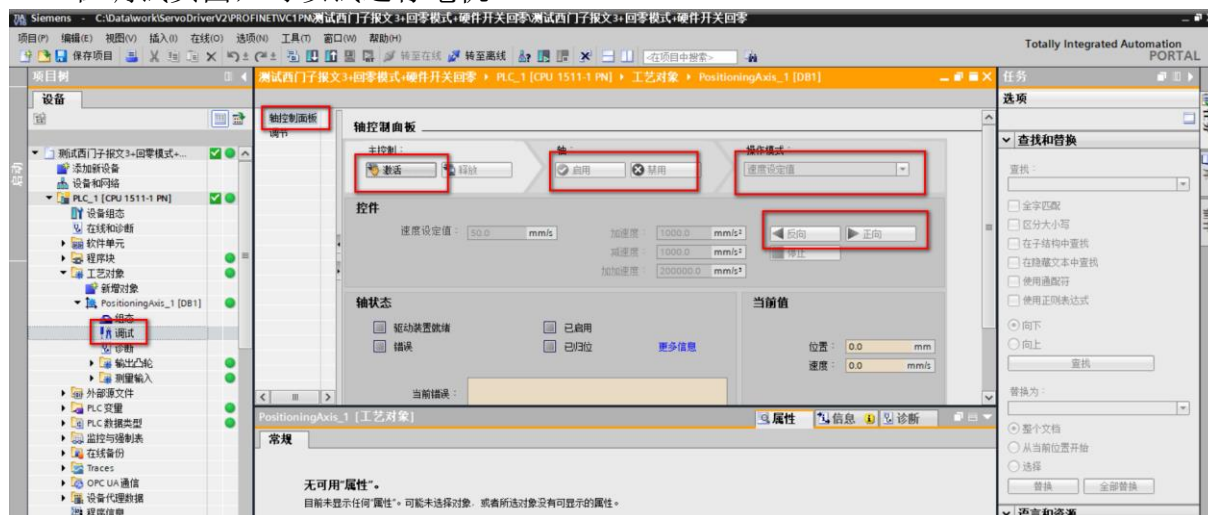 Siemens - C:\Data\work\ServoDriverV2\PROFINET\VC1PN\测试西门子报文3+回零模式+硬件开关回零\测试西门子报文3+回零模式+硬件开关回零
项目(P) 编辑(E) 视图(V) 插入(I) 在线(O) 选项(N) 工具(T) 窗口(W) 帮助(H)
Totally Integrated Automation
PORTAL
保存项目 转至在线 转至离线 <在项目中搜索>
项目树
测试西门子报文3+回零模式+硬件开关回零 PLC_1 [CPU 1511-1 PN] 工艺对象 PositioningAxis_1 [DB1]
任务
设备
选项
轴控制面板
调节
轴控制面板
主控制：
轴：
操作模式：
激活
释放
启用
禁用
速度设定值
控件
速度设定值： 50.0 mm/s
加速度： 1000.0 mm/s²
减速度： 1000.0 mm/s²
加加速度： 200000.0 mm/s³
反向
正向
停止
轴状态
当前值
驱动装置就绪
已启用
错误
已归位
更多信息
位置： 0.0 mm
速度： 0.0 mm/s
当前错误：
测试西门子报文3+回零模式+...
添加新设备
设备和网络
PLC_1 [CPU 1511-1 PN]
设备组态
在线和诊断
软件单元
程序块
工艺对象
新增对象
PositioningAxis_1 [DB1]
组态
调试
诊断
输出凸轮
测量输入
外部源文件
PLC 变量
PLC 数据类型
监控与强制表
在线备份
Traces
OPC UA 通信
设备代理数据
程序信息
PositioningAxis_1 [工艺对象]
属性
信息
诊断
常规
无可用"属性"。
目前未显示任何"属性"。可能未选择对象，或者所选对象没有可显示的属性。
查找和替换
查找：
全字匹配
区分大小写
在子结构中查找
在隐藏文本中查找
使用通配符
使用正则表达式
向下
向上
查找
替换为：
整个文档
从当前位置开始
选择
替换
全部替换
语言和资源